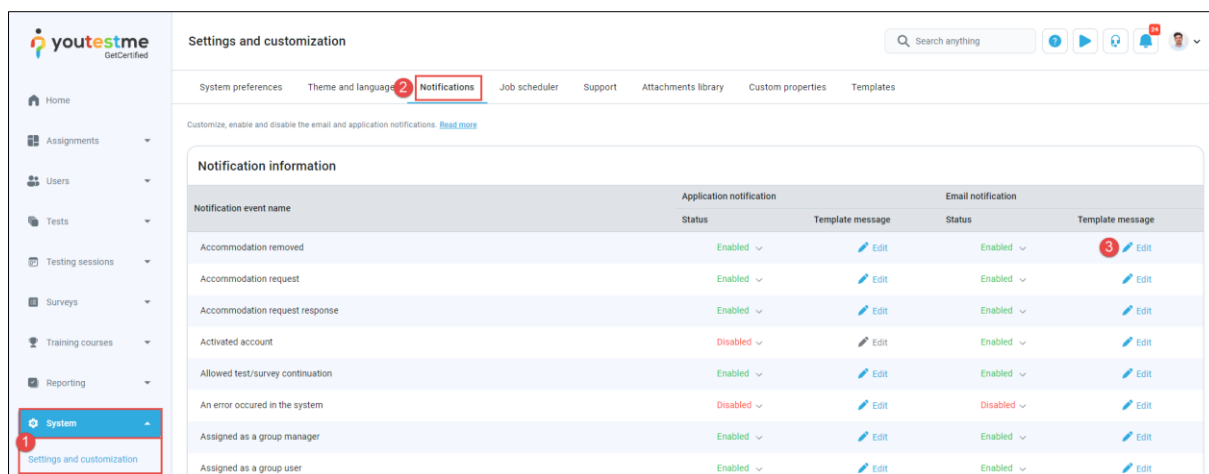 youtestme
GetCertified
Settings and customization
Search anything
24
System preferences Theme and language 2 Notifications Job scheduler Support Attachments library Custom properties Templates
Customize, enable and disable the email and application notifications. Read more
Home
Assignments
Users
Tests
Testing sessions
Surveys
Training courses
Reporting
System
1
Settings and customization
Notification information
Notification event name Application notification Email notification
Status Template message Status Template message
Accommodation removed Enabled Edit Enabled 3 Edit
Accommodation request Enabled Edit Enabled Edit
Accommodation request response Enabled Edit Enabled Edit
Activated account Disabled Edit Enabled Edit
Allowed test/survey continuation Enabled Edit Enabled Edit
An error occured in the system Disabled Edit Disabled Edit
Assigned as a group manager Enabled Edit Enabled Edit
Assigned as a group user Enabled Edit Enabled Edit